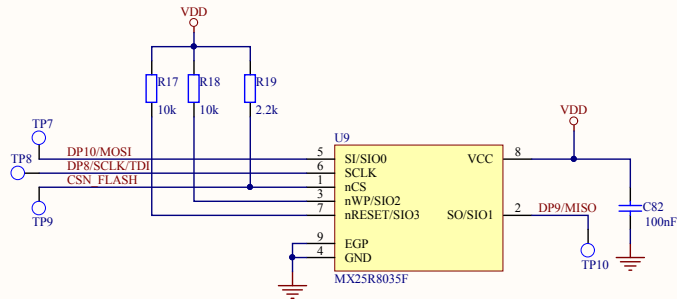 VDD
R17
R18
R19
10k
10k
2.2k
VDD
TP7
U9
DP10/MOSI
5
SI/SIO0
VCC
8
TP8
DP8/SCLK/TDI
6
SCLK
CSN_FLASH
1
nCS
3
nWP/SIO2
C82
TP9
7
nRESET/SIO3
SO/SIO1
2
DP9/MISO
100nF
9
EGP
4
GND
TP10
MX25R8035F